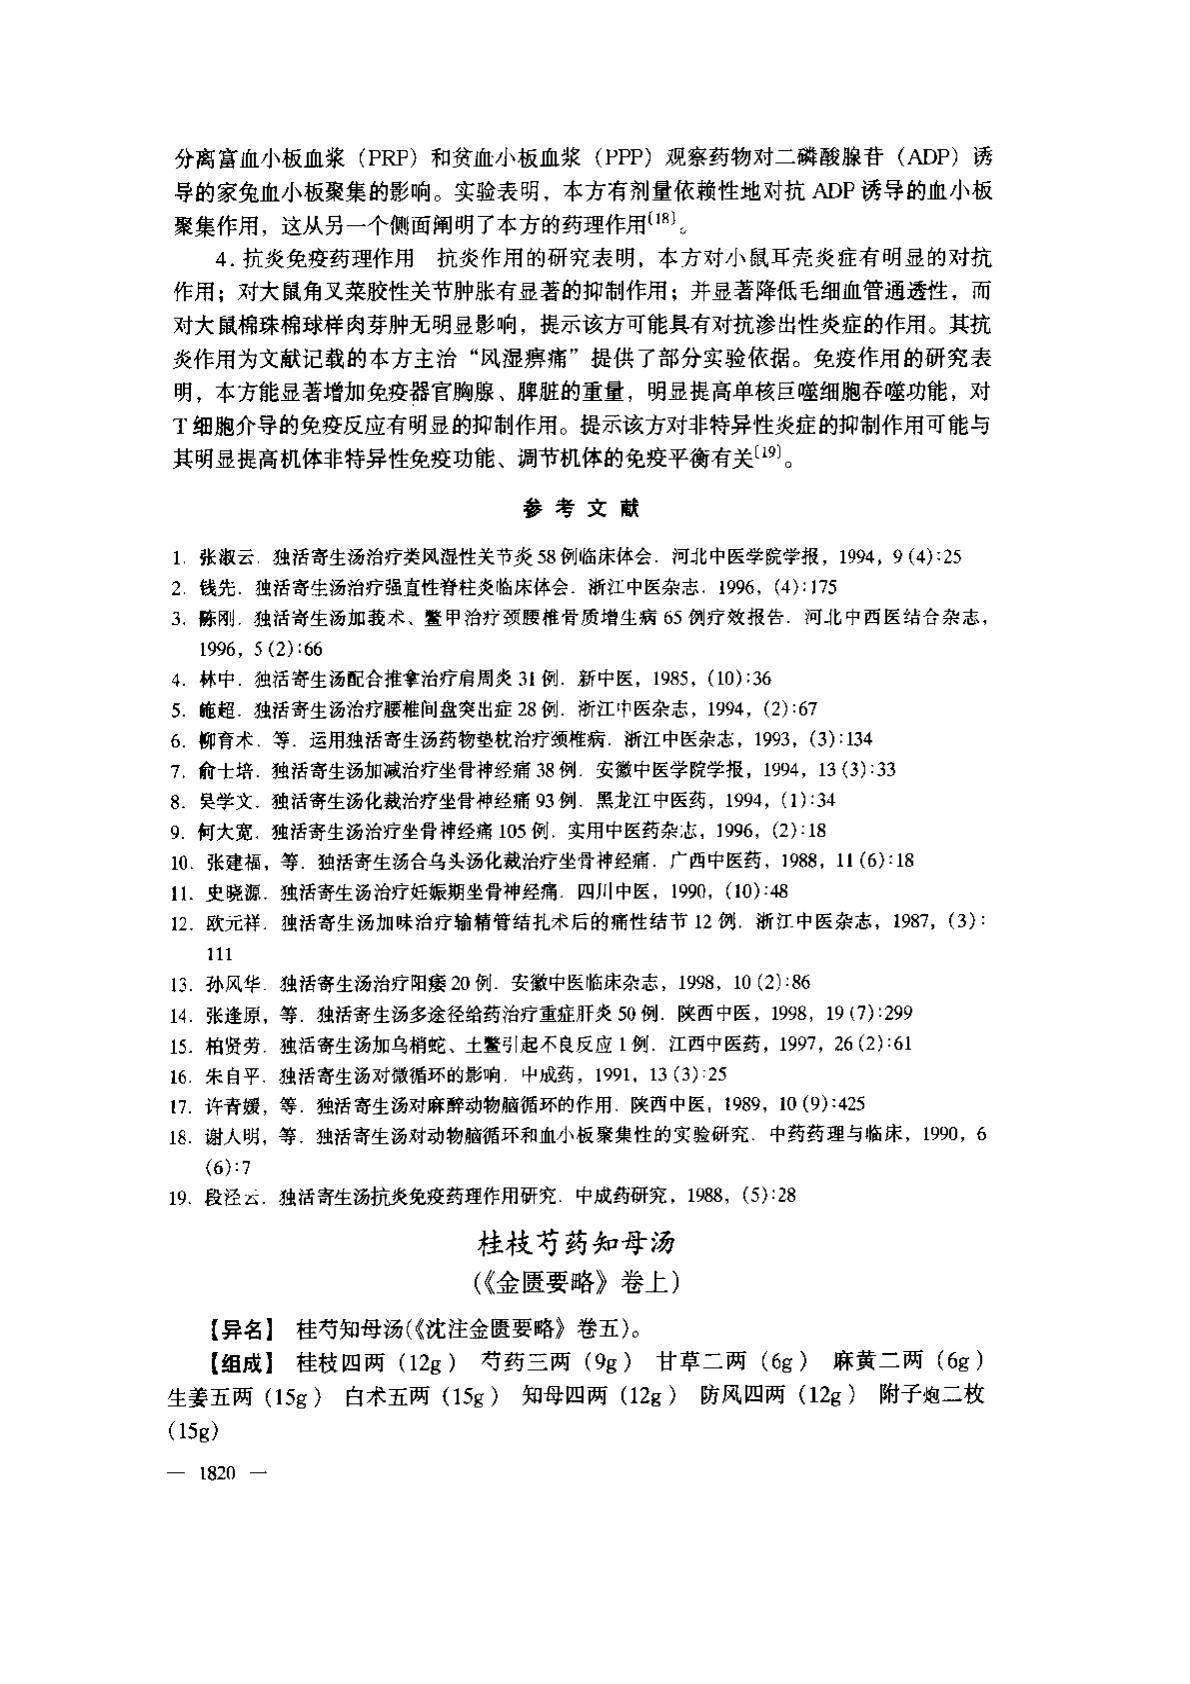 分离富血小板血浆（PRP）和贫血小板血浆（PPP）观察药物对二磷酸腺苷（ADP）诱
导的家兔血小板聚集的影响。实验表明，本方有剂量依赖性地对抗 ADP 诱导的血小板
聚集作用，这从另一个侧面阐明了本方的药理作用〔18〕。
4．抗炎免疫药理作用　抗炎作用的研究表明，本方对小鼠耳壳炎症有明显的对抗
作用；对大鼠角叉菜胶性关节肿胀有显著的抑制作用；并显著降低毛细血管通透性，而
对大鼠棉珠棉球样肉芽肿无明显影响，提示该方可能具有对抗渗出性炎症的作用。其抗
炎作用为文献记载的本方主治“风湿痹痛”提供了部分实验依据。免疫作用的研究表
明，本方能显著增加免疫器官胸腺、脾脏的重量，明显提高单核巨噬细胞吞噬功能，对
T 细胞介导的免疫反应有明显的抑制作用。提示该方对非特异性炎症的抑制作用可能与
其明显提高机体非特异性免疫功能、调节机体的免疫平衡有关〔19〕。
参 考 文 献
1．张淑云．独活寄生汤治疗类风湿性关节炎 58 例临床体会．河北中医学院学报，1994，9 (4):25
2．钱先．独活寄生汤治疗强直性脊柱炎临床体会．浙江中医杂志．1996，(4):175
3．陈刚．独活寄生汤加莪术、鳖甲治疗颈腰椎骨质增生病 65 例疗效报告．河北中西医结合杂志，
1996，5 (2):66
4．林中．独活寄生汤配合推拿治疗肩周炎 31 例．新中医，1985，(10):36
5．施超．独活寄生汤治疗腰椎间盘突出症 28 例．浙江中医杂志，1994，(2):67
6．柳育术．等．运用独活寄生汤药物垫枕治疗颈椎病．浙江中医杂志，1993，(3):134
7．俞士培．独活寄生汤加减治疗坐骨神经痛 38 例．安徽中医学院学报，1994，13 (3):33
8．吴学文．独活寄生汤化裁治疗坐骨神经痛 93 例．黑龙江中医药，1994，(1):34
9．何大宽．独活寄生汤治疗坐骨神经痛 105 例．实用中医药杂志，1996，(2):18
10．张建福，等．独活寄生汤合乌头汤化裁治疗坐骨神经痛．广西中医药，1988，11 (6):18
11．史晓源．独活寄生汤治疗妊娠期坐骨神经痛．四川中医，1990，(10):48
12．欧元祥．独活寄生汤加味治疗输精管结扎术后的痛性结节 12 例．浙江中医杂志，1987，(3):
111
13．孙风华．独活寄生汤治疗阳痿 20 例．安徽中医临床杂志，1998，10 (2):86
14．张逢原，等．独活寄生汤多途径给药治疗重症肝炎 50 例．陕西中医，1998，19 (7):299
15．柏贤劳．独活寄生汤加乌梢蛇、土鳖引起不良反应 1 例．江西中医药，1997，26 (2):61
16．朱自平．独活寄生汤对微循环的影响．中成药，1991，13 (3):25
17．许青媛，等．独活寄生汤对麻醉动物脑循环的作用．陕西中医，1989，10 (9):425
18．谢人明，等．独活寄生汤对动物脑循环和血小板聚集性的实验研究．中药药理与临床，1990，6
(6):7
19．段泾云．独活寄生汤抗炎免疫药理作用研究．中成药研究，1988，(5):28
桂枝芍药知母汤
(《金匮要略》卷上)
【异名】　桂芍知母汤(《沈注金匮要略》卷五)。
【组成】　桂枝四两（12g）　芍药三两（9g）　甘草二两（6g）　麻黄二两（6g）
生姜五两（15g）　白术五两（15g）　知母四两（12g）　防风四两（12g）　附子炮二枚
(15g)
— 1820 —